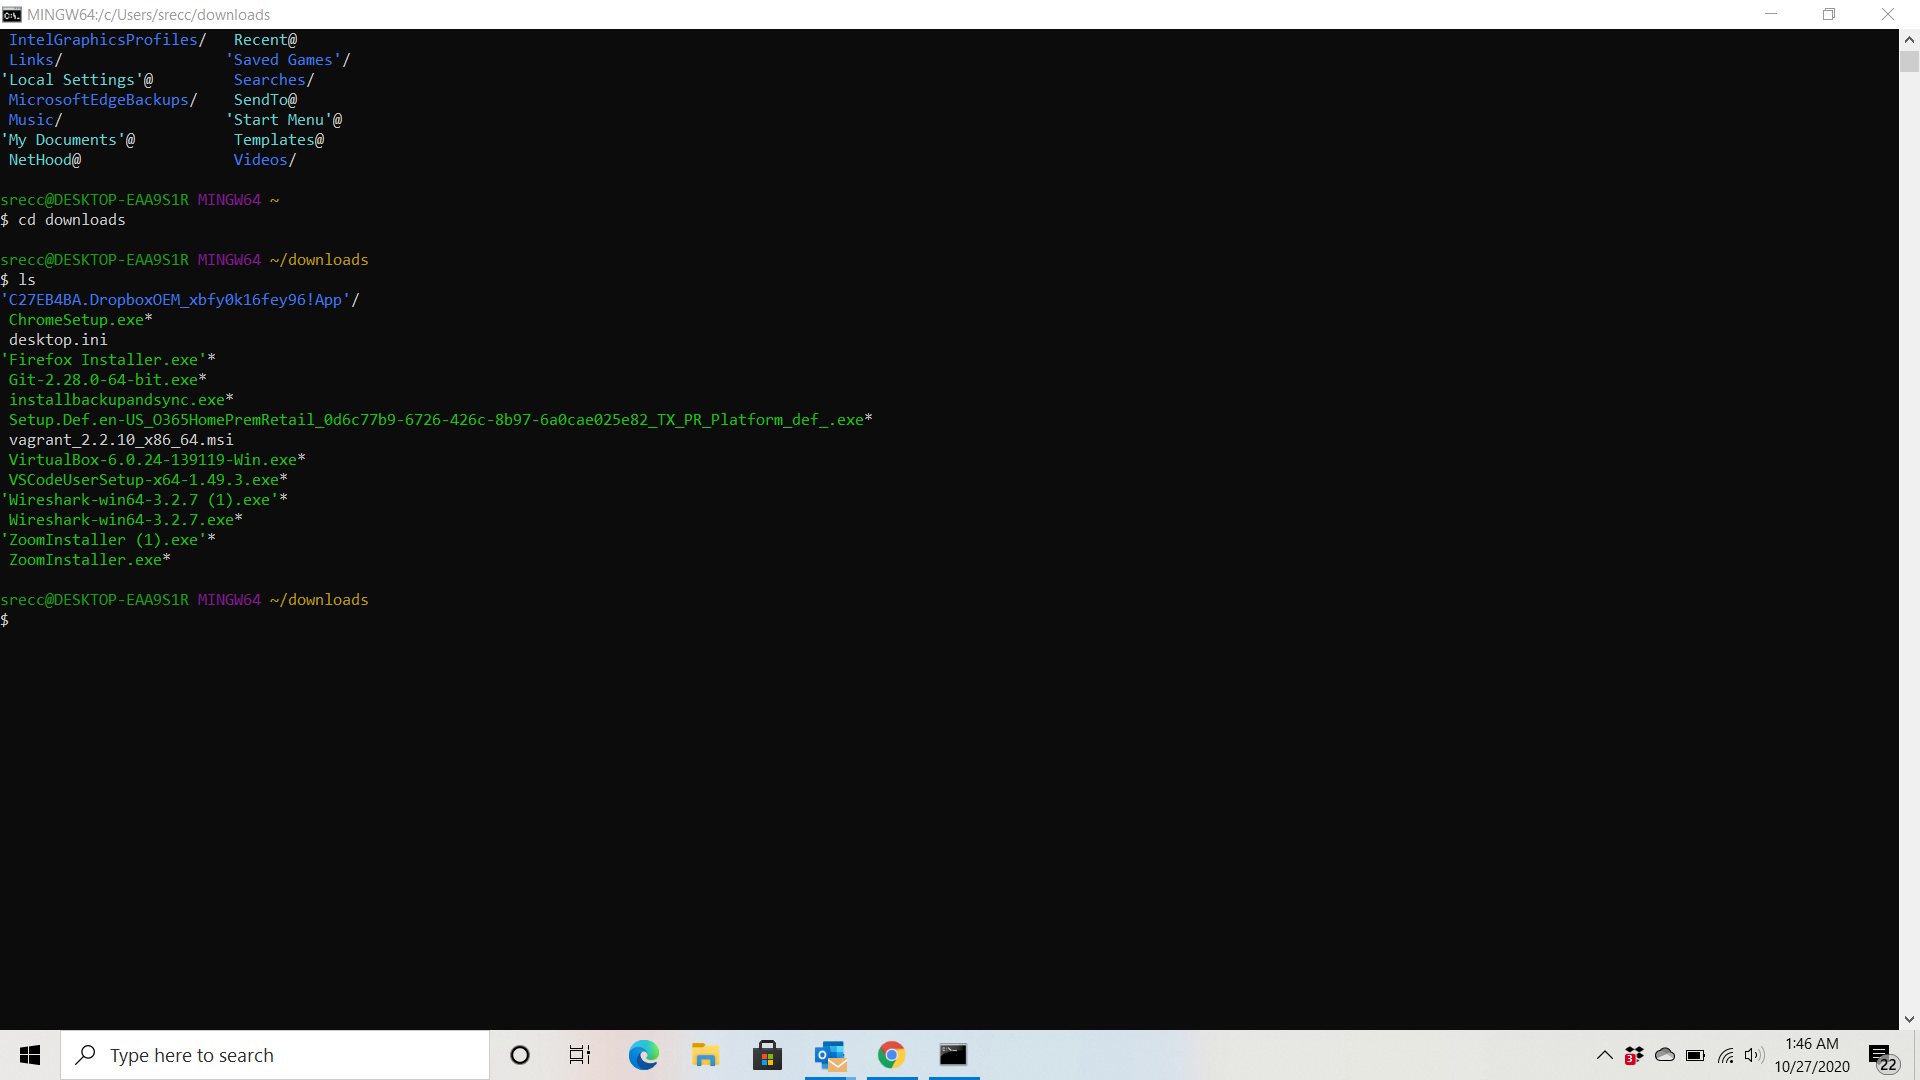 MINGW64:/c/Users/srecc/downloads
IntelGraphicsProfiles/ Recent@
Links/ 'Saved Games'/
'Local Settings'@ Searches/
MicrosoftEdgeBackups/ SendTo@
Music/ 'Start Menu'@
'My Documents'@ Templates@
NetHood@ Videos/
srecc@DESKTOP-EAA9S1R MINGW64 ~
$ cd downloads
srecc@DESKTOP-EAA9S1R MINGW64 ~/downloads
$ ls
'C27EB4BA.DropboxOEM_xbfy0k16fey96!App'/
ChromeSetup.exe*
desktop.ini
'Firefox Installer.exe'*
Git-2.28.0-64-bit.exe*
installbackupandsync.exe*
Setup.Def.en-US_O365HomePremRetail_0d6c77b9-6726-426c-8b97-6a0cae025e82_TX_PR_Platform_def_.exe*
vagrant_2.2.10_x86_64.msi
VirtualBox-6.0.24-139119-Win.exe*
VSCodeUserSetup-x64-1.49.3.exe*
'Wireshark-win64-3.2.7 (1).exe'*
Wireshark-win64-3.2.7.exe*
'ZoomInstaller (1).exe'*
ZoomInstaller.exe*
srecc@DESKTOP-EAA9S1R MINGW64 ~/downloads
$
Type here to search
3
1:46 AM
10/27/2020
22